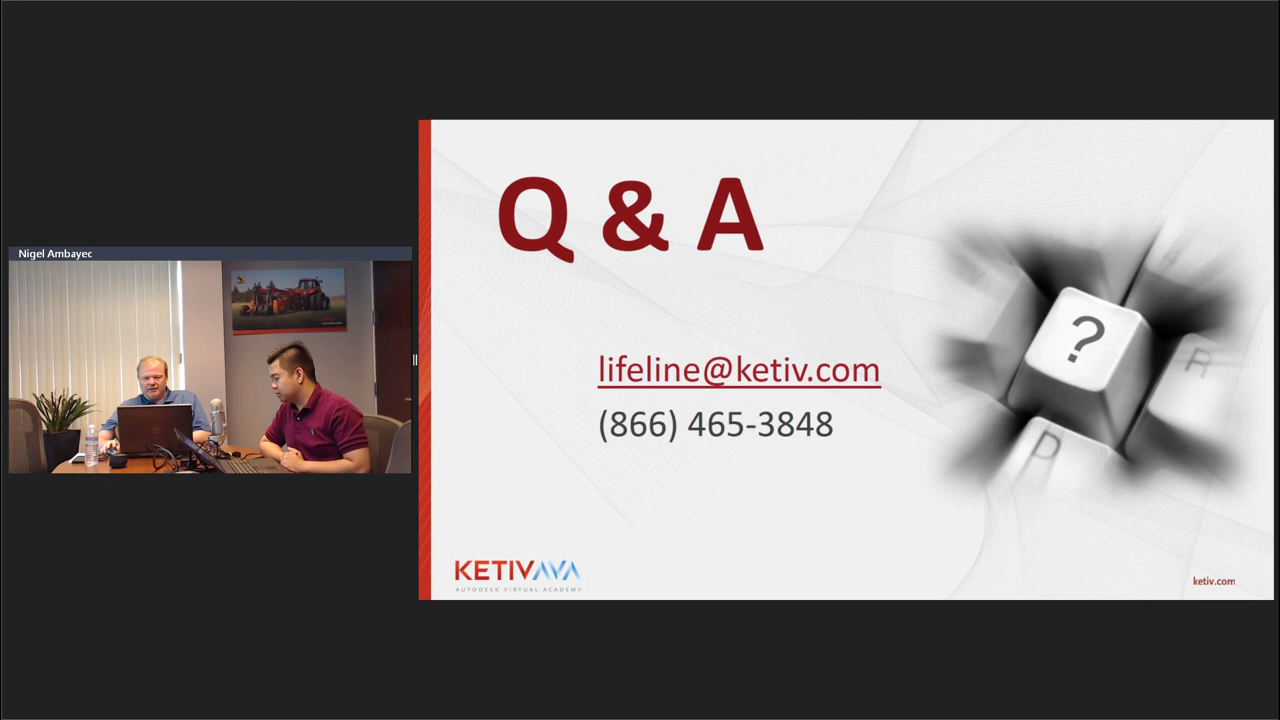 Nigel Ambayec
Q & A
lifeline@ketiv.com
(866) 465-3848
?
R
D
KETIVAVA
AUTODESK VIRTUAL ACADEMY
ketiv.com